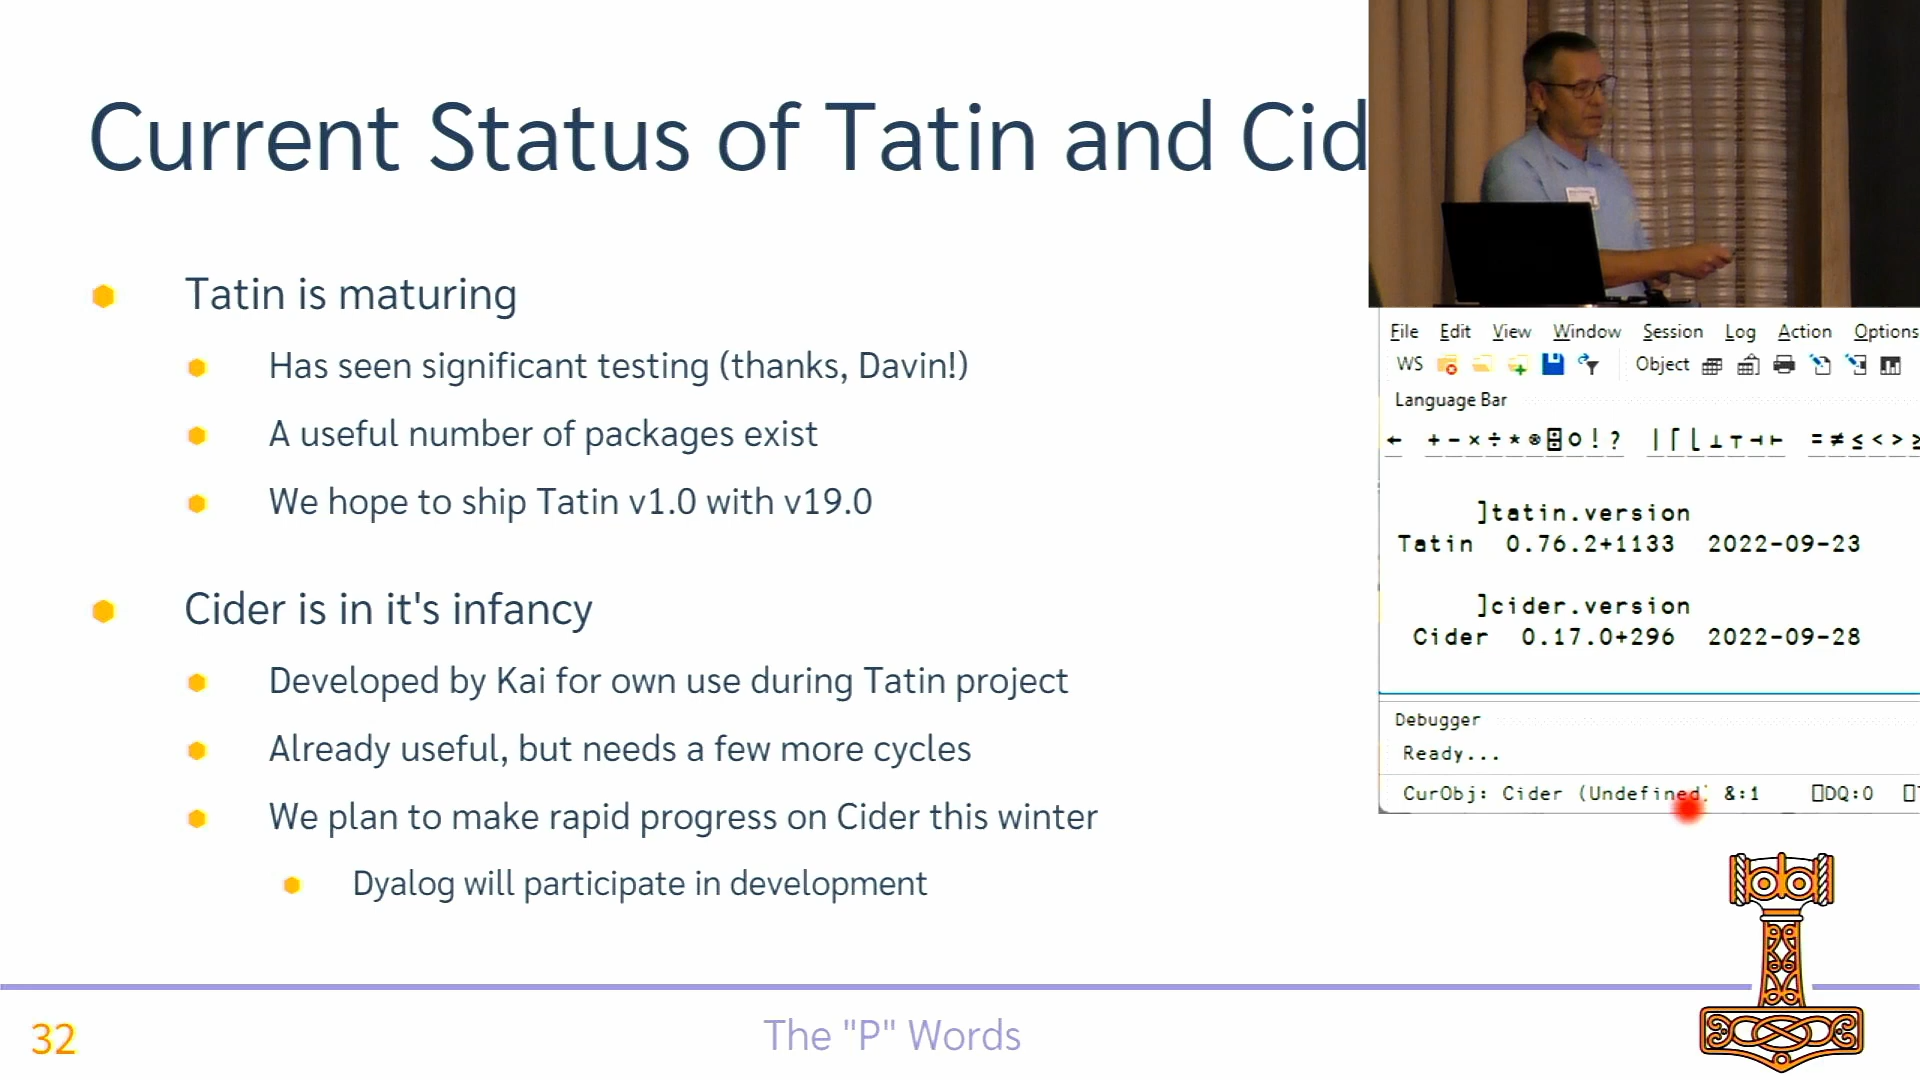 Current Status of Tatin and Cid
Tatin is maturing
Has seen significant testing (thanks, Davin!)
A useful number of packages exist
We hope to ship Tatin v1.0 with v19.0
Cider is in it's infancy
Developed by Kai for own use during Tatin project
Already useful, but needs a few more cycles
We plan to make rapid progress on Cider this winter
Dyalog will participate in development
File Edit View Window Session Log Action Options
WS Object
Language Bar
← + - × ÷ * ⍟ ⌹ ○ ! ? | ⌈ ⌊ ⊥ ⊤ ⊣ ⊢ = ≠ ≤ < > ≥
]tatin.version
Tatin 0.76.2+1133 2022-09-23
]cider.version
Cider 0.17.0+296 2022-09-28
Debugger
Ready...
CurObj: Cider (Undefined) &:1 ⎕DQ:0
32
The "P" Words